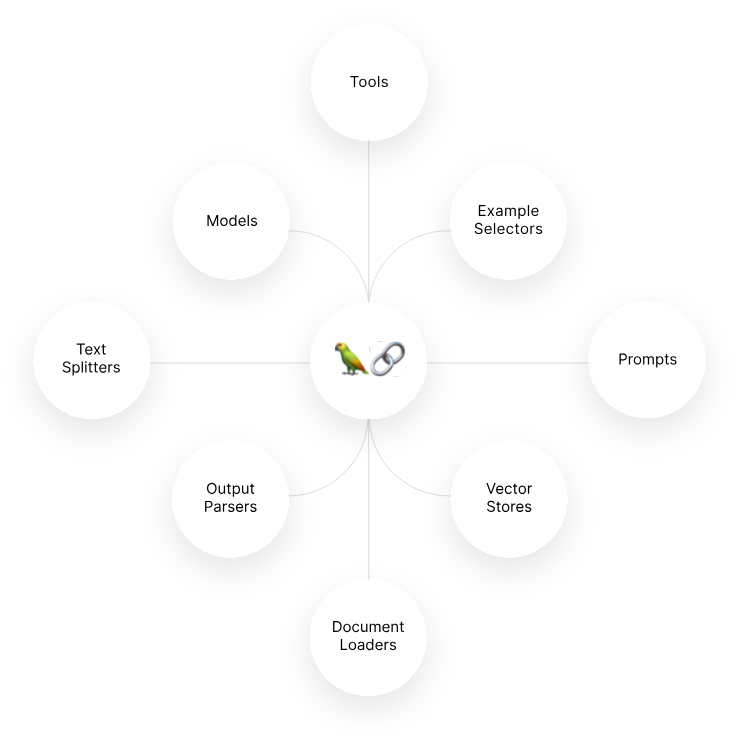 Tools
Models
Example
Selectors
Text
Splitters
Prompts
Output
Parsers
Vector
Stores
Document
Loaders